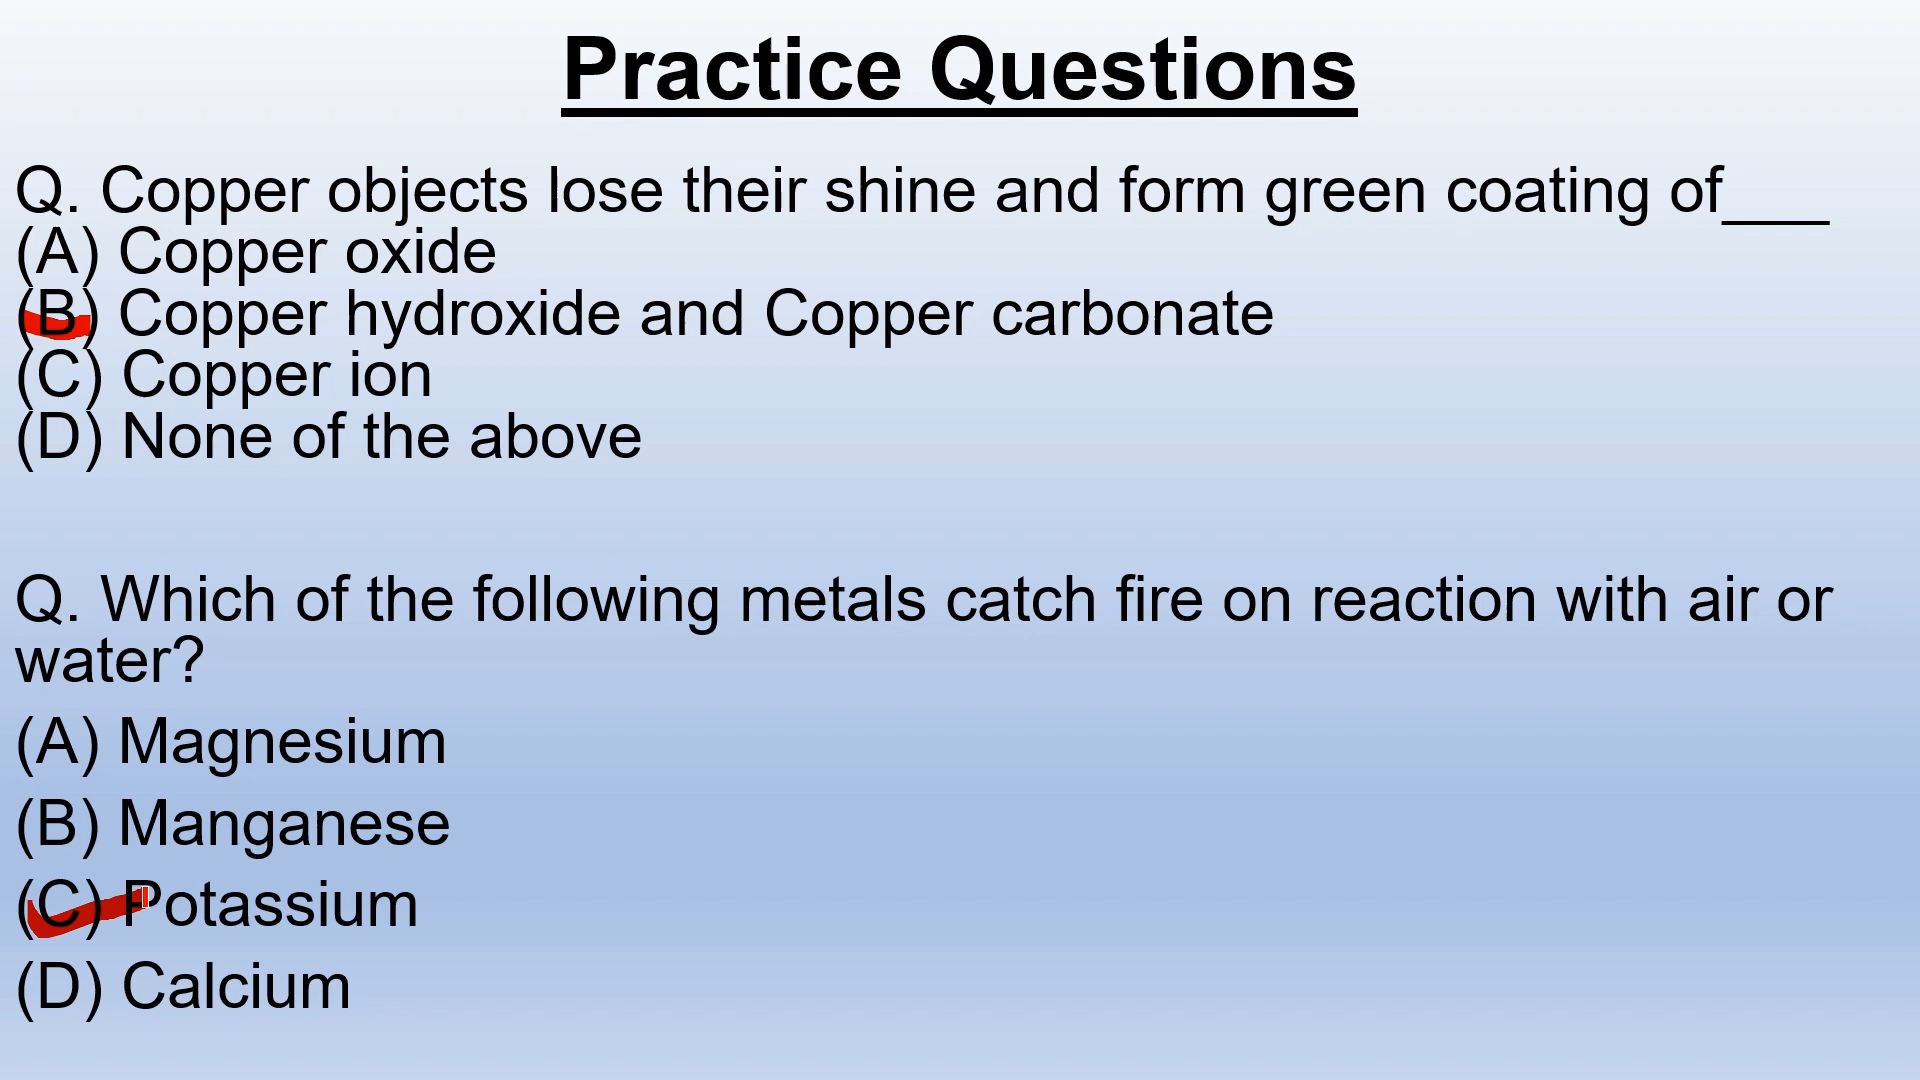 Practice Questions
Q. Copper objects lose their shine and form green coating of___
(A) Copper oxide
(B) Copper hydroxide and Copper carbonate
(C) Copper ion
(D) None of the above
Q. Which of the following metals catch fire on reaction with air or
water?
(A) Magnesium
(B) Manganese
(C) Potassium
(D) Calcium